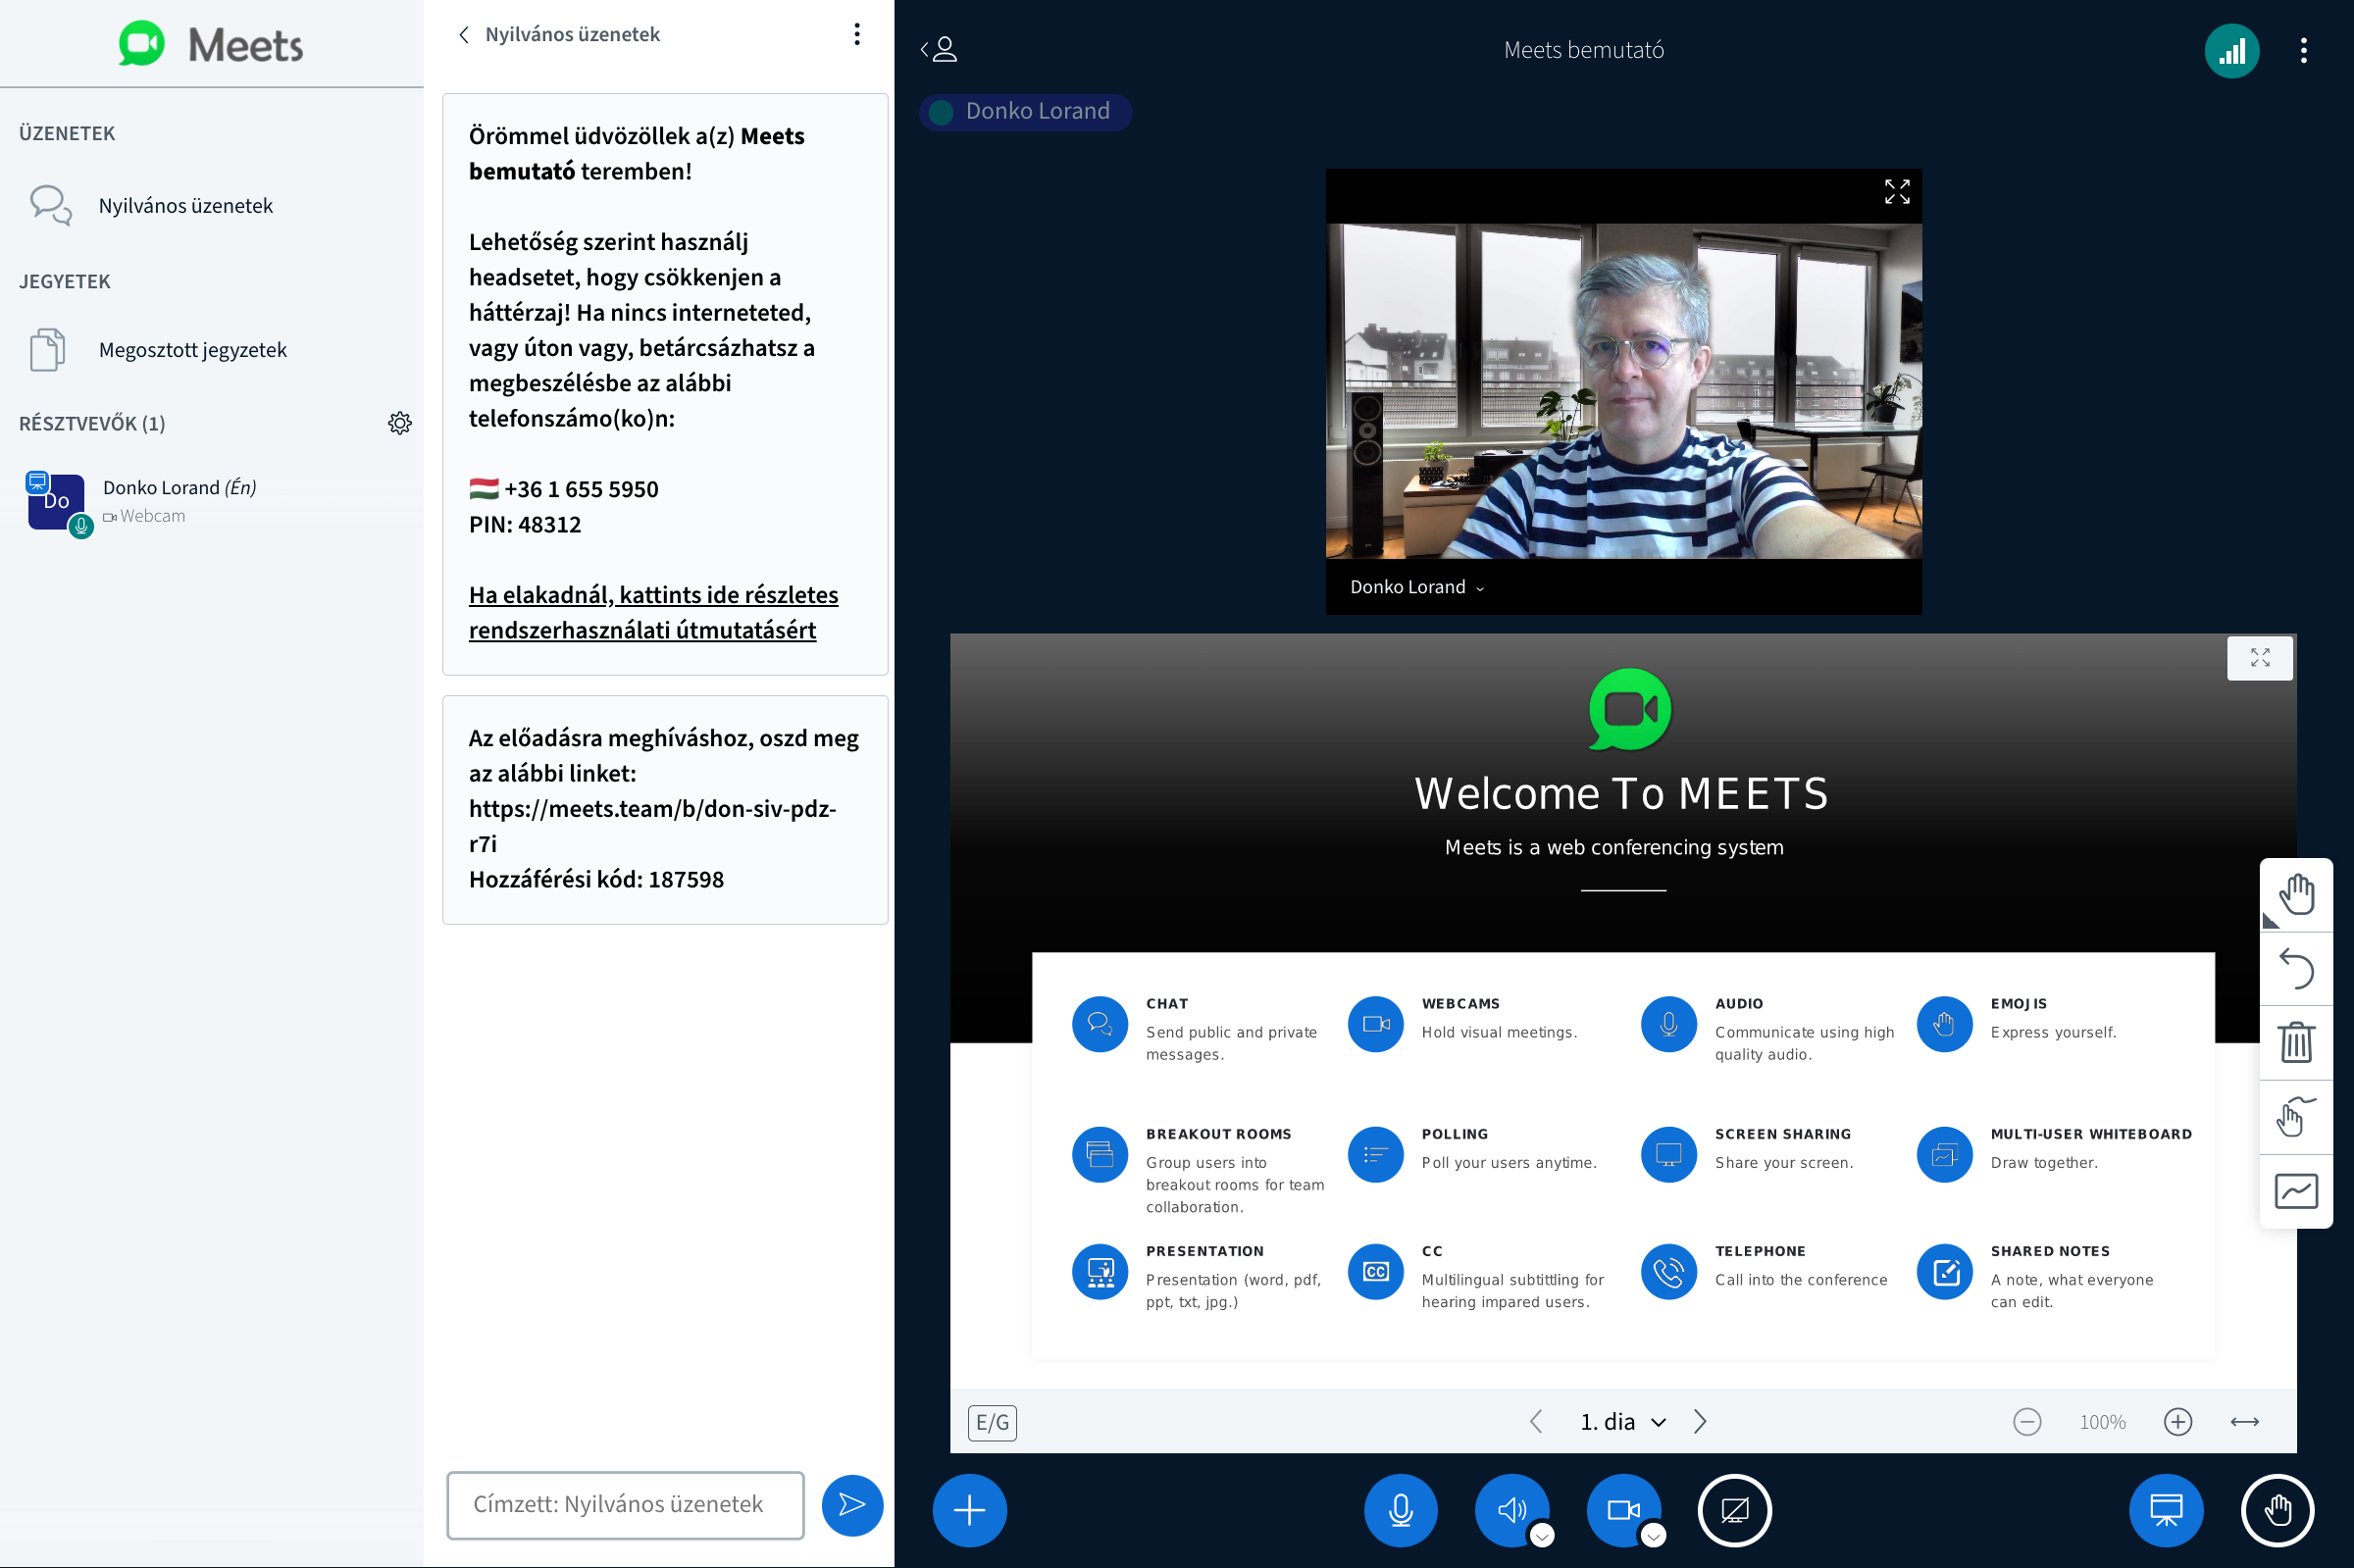 Meets
ÜZENETEK
Nyilvános üzenetek
JEGYETEK
Megosztott jegyzetek
RÉSZTVEVŐK (1)
Do
Donko Lorand (Én)
Webcam
Nyilvános üzenetek
Örömmel üdvözöllek a(z) Meets
bemutató teremben!
Lehetőség szerint használj
headsetet, hogy csökkenjen a
háttérzaj! Ha nincs interneteted,
vagy úton vagy, betárcsázhatsz a
megbeszélésbe az alábbi
telefonszámo(ko)n:
+36 1 655 5950
PIN: 48312
Ha elakadnál, kattints ide részletes
rendszerhasználati útmutatásért
Az előadásra meghíváshoz, oszd meg
az alábbi linket:
https://meets.team/b/don-siv-pdz-
r7i
Hozzáférési kód: 187598
Címzett: Nyilvános üzenetek
Meets bemutató
Donko Lorand
Donko Lorand
Welcome To MEETS
Meets is a web conferencing system
CHAT
Send public and private
messages.
WEBCAMS
Hold visual meetings.
AUDIO
Communicate using high
quality audio.
EMOJIS
Express yourself.
BREAKOUT ROOMS
Group users into
breakout rooms for team
collaboration.
POLLING
Poll your users anytime.
SCREEN SHARING
Share your screen.
MULTI-USER WHITEBOARD
Draw together.
PRESENTATION
Presentation (word, pdf,
ppt, txt, jpg.)
CC
CC
Multilingual subtittling for
hearing impared users.
TELEPHONE
Call into the conference
SHARED NOTES
A note, what everyone
can edit.
E/G
1. dia
100%